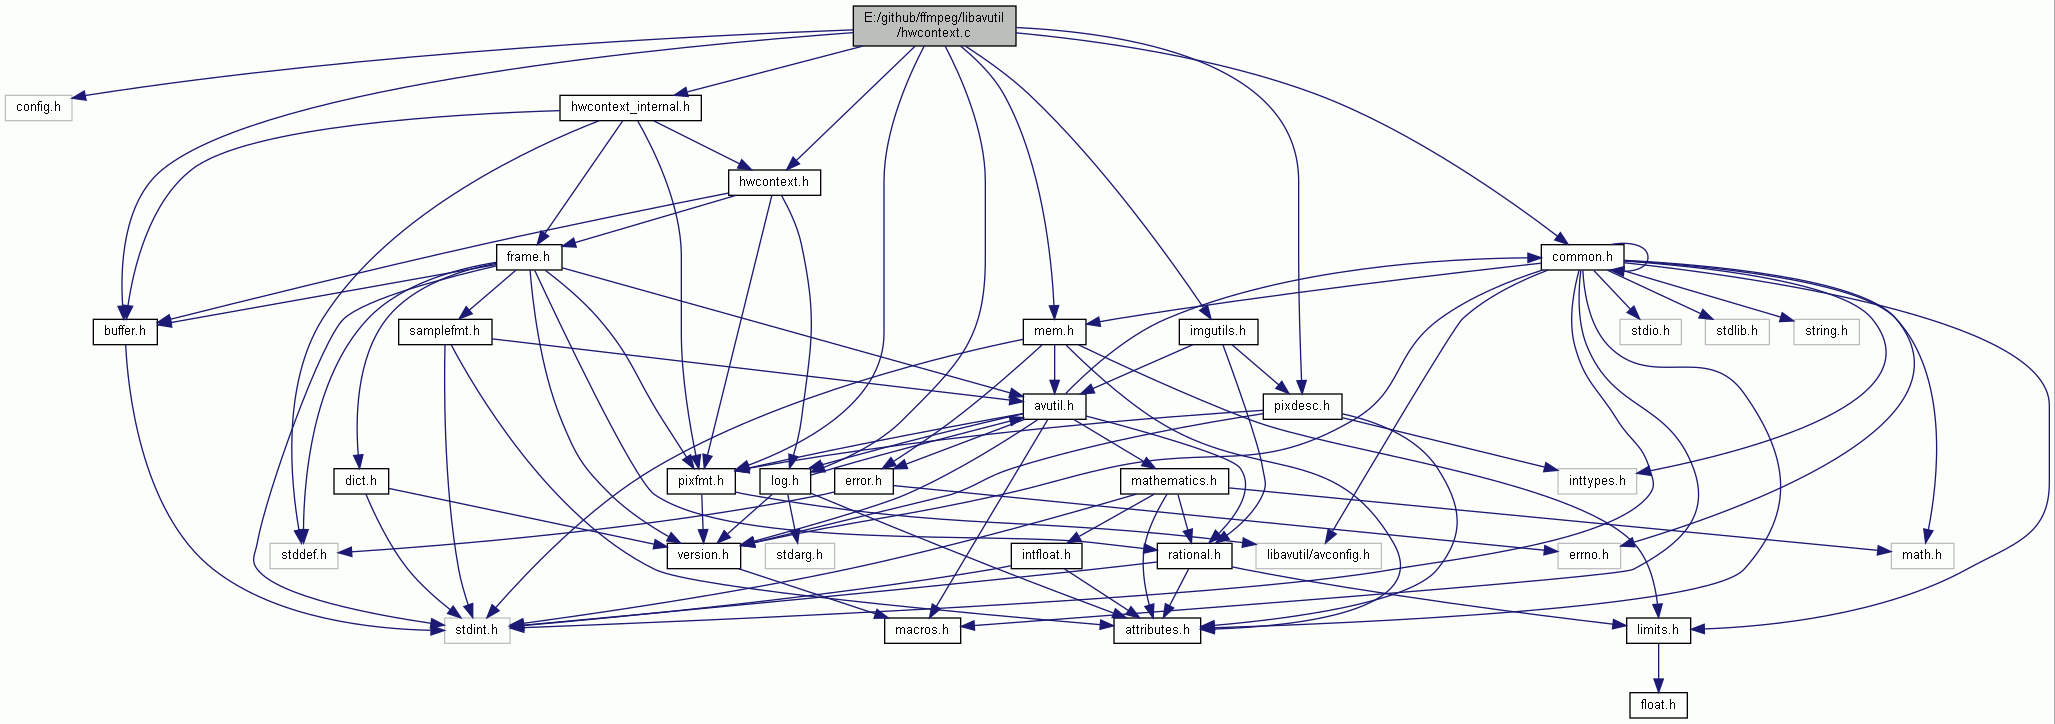 E:/github/ffmpeg/libavutil
/hwcontext.c
config.h
hwcontext_internal.h
hwcontext.h
frame.h
common.h
buffer.h
samplefmt.h
mem.h
imgutils.h
stdio.h
stdlib.h
string.h
avutil.h
pixdesc.h
dict.h
pixfmt.h
log.h
error.h
mathematics.h
inttypes.h
stddef.h
version.h
stdarg.h
intfloat.h
rational.h
libavutil/avconfig.h
errno.h
math.h
stdint.h
macros.h
attributes.h
limits.h
float.h